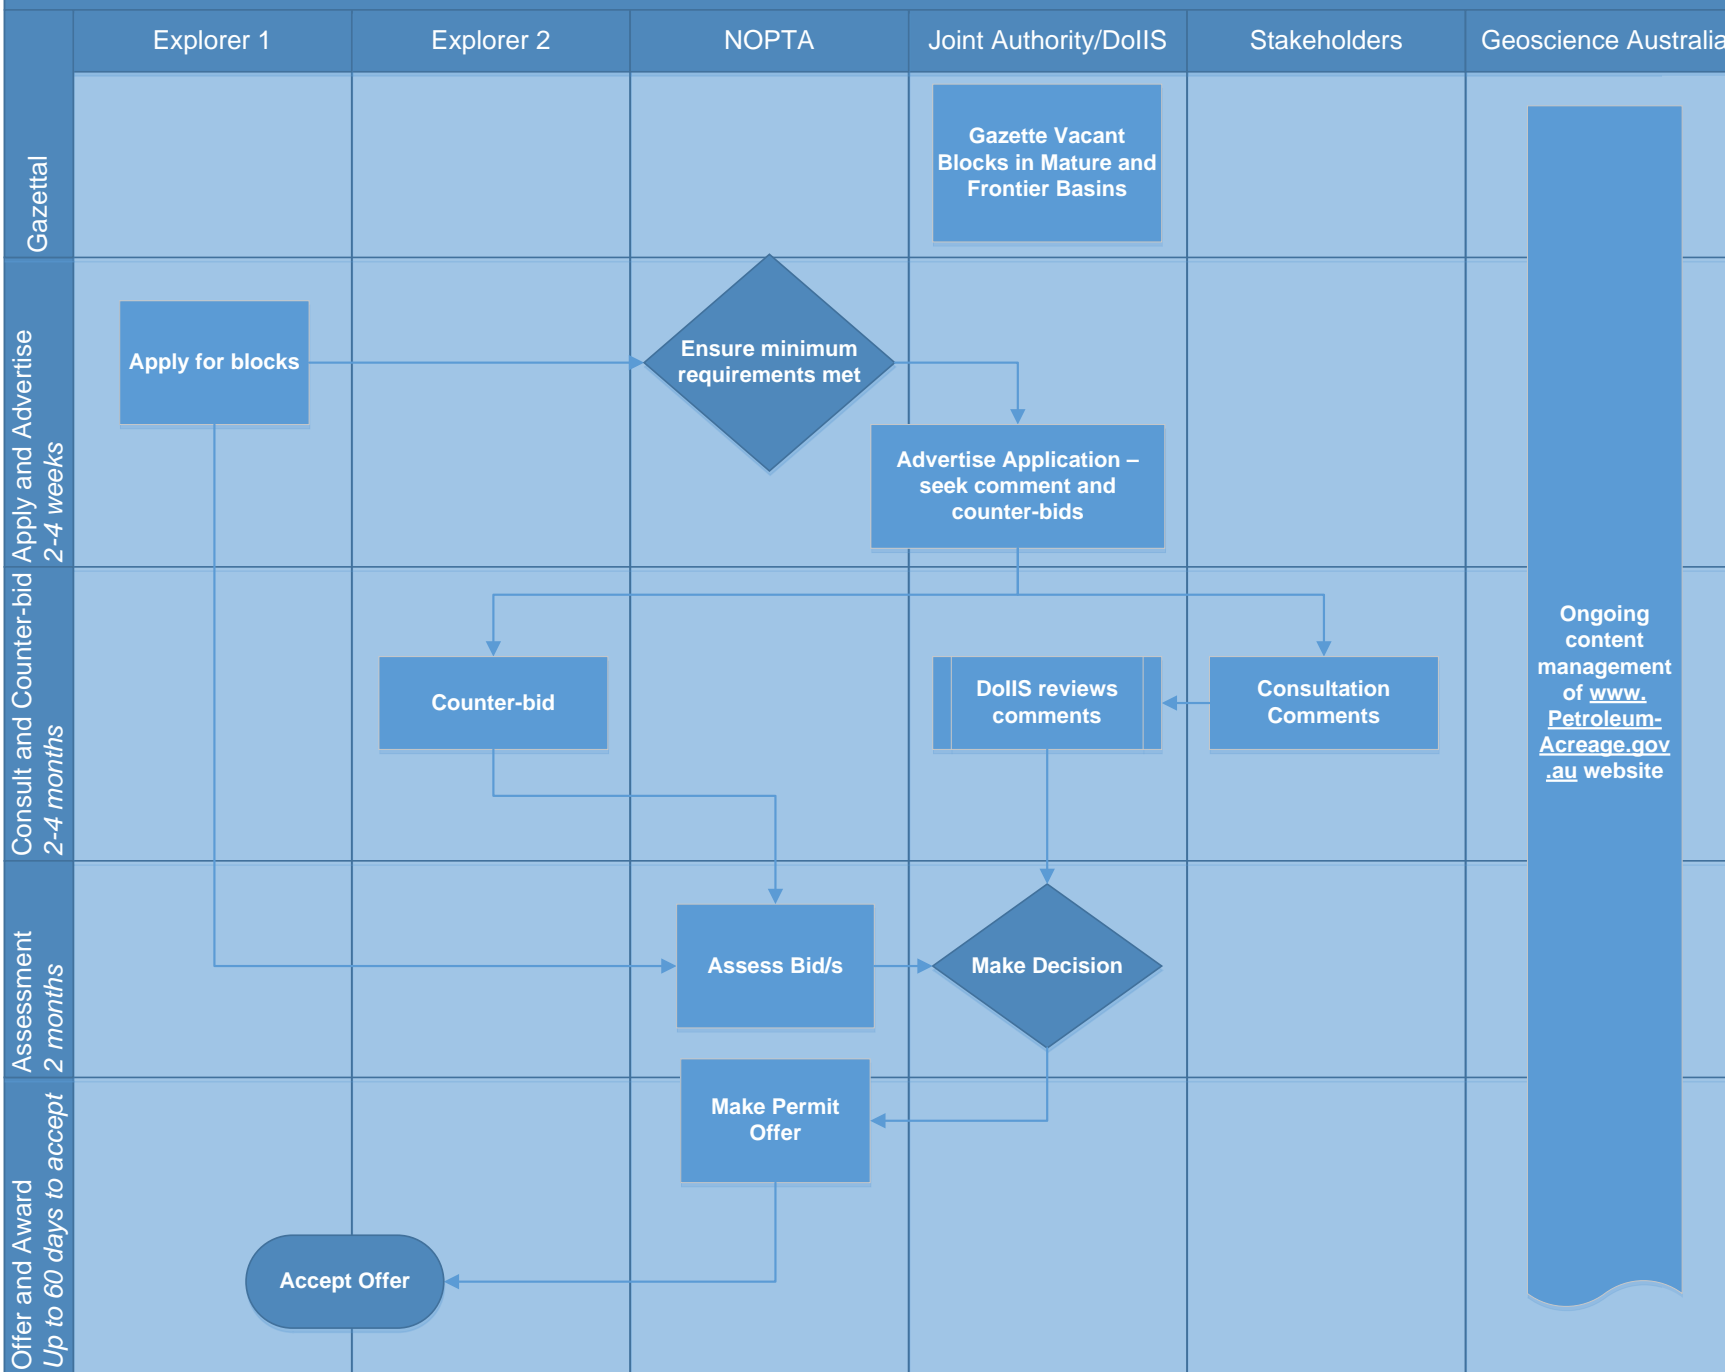 Explorer 1
Explorer 2
NOPTA
Joint Authority/DoIIS
Stakeholders
Geoscience Australia
Gazettal
Gazette Vacant
Blocks in Mature and
Frontier Basins
Apply and Advertise
2-4 weeks
Apply for blocks
Ensure minimum
requirements met
Advertise Application –
seek comment and
counter-bids
Consult and Counter-bid
2-4 months
Counter-bid
DoIIS reviews
comments
Consultation
Comments
Ongoing
content
management
of www.
Petroleum-
Acreage.gov
.au website
Assessment
2 months
Assess Bid/s
Make Decision
Offer and Award
Up to 60 days to accept
Make Permit
Offer
Accept Offer